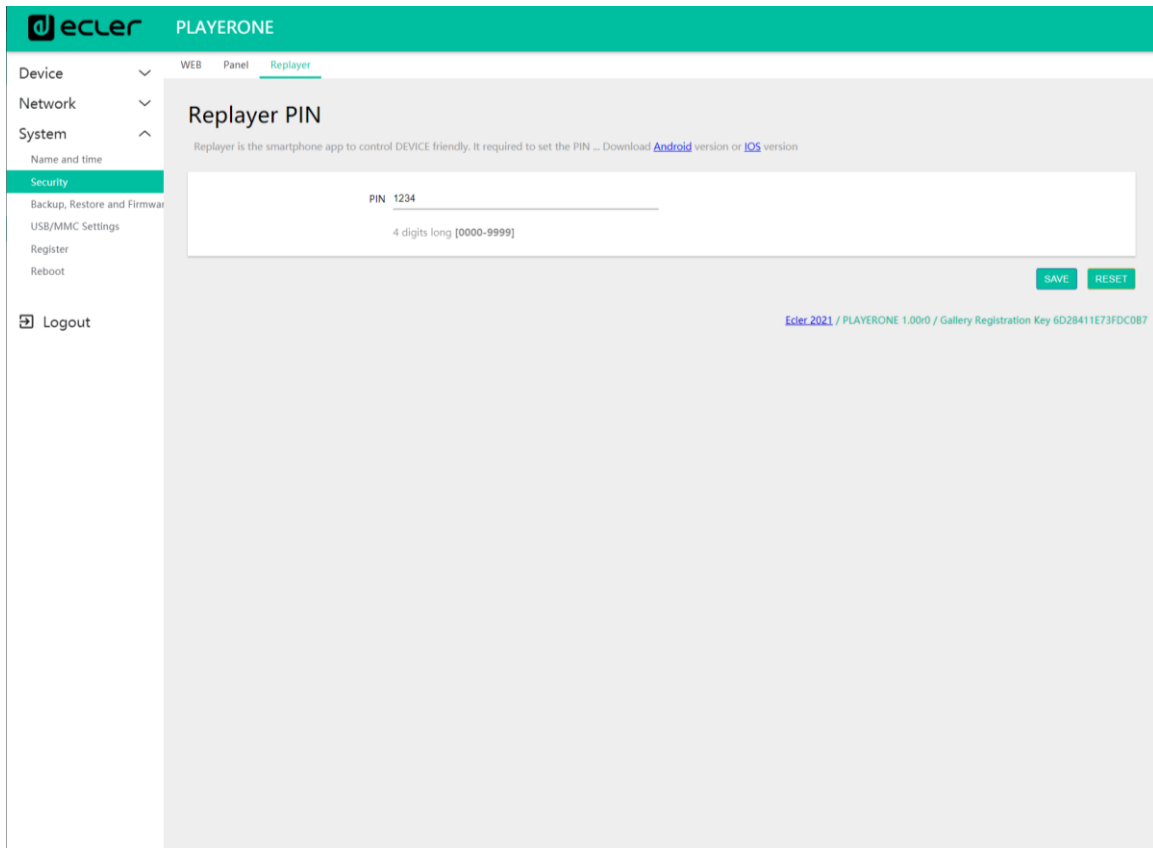 ecler PLAYERONE
WEB Panel Replayer
Device
Network
System
Name and time
Security
Backup, Restore and Firmwar
USB/MMC Settings
Register
Reboot
Logout
Replayer PIN
Replayer is the smartphone app to control DEVICE friendly. It required to set the PIN ... Download Android version or IOS version
PIN 1234
4 digits long [0000-9999]
SAVE RESET
Ecler 2021 / PLAYERONE 1.00r0 / Gallery Registration Key 6D28411E73FDC0B7